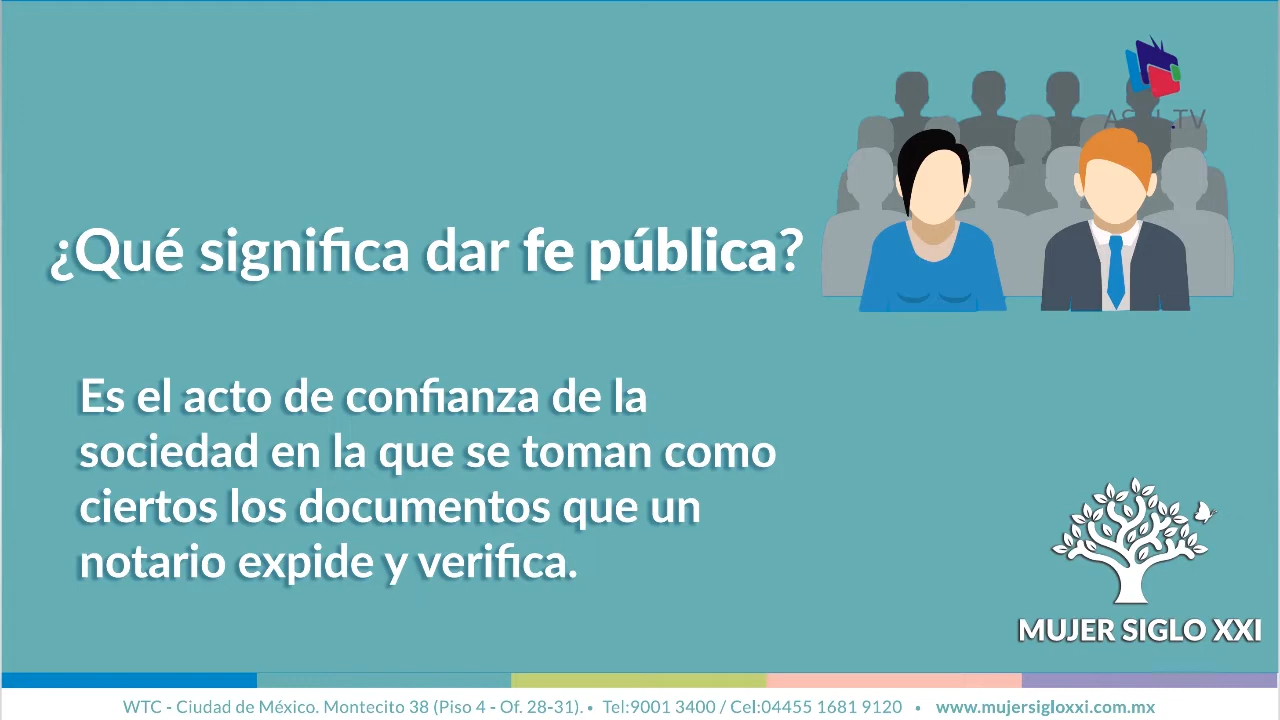 ¿Qué significa dar fe pública?
Es el acto de confianza de la
sociedad en la que se toman como
ciertos los documentos que un
notario expide y verifica.
MUJER SIGLO XXI
WTC - Ciudad de México. Montecito 38 (Piso 4 - Of. 28-31). • Tel:9001 3400 / Cel:04455 1681 9120 • www.mujersigloxxi.com.mx